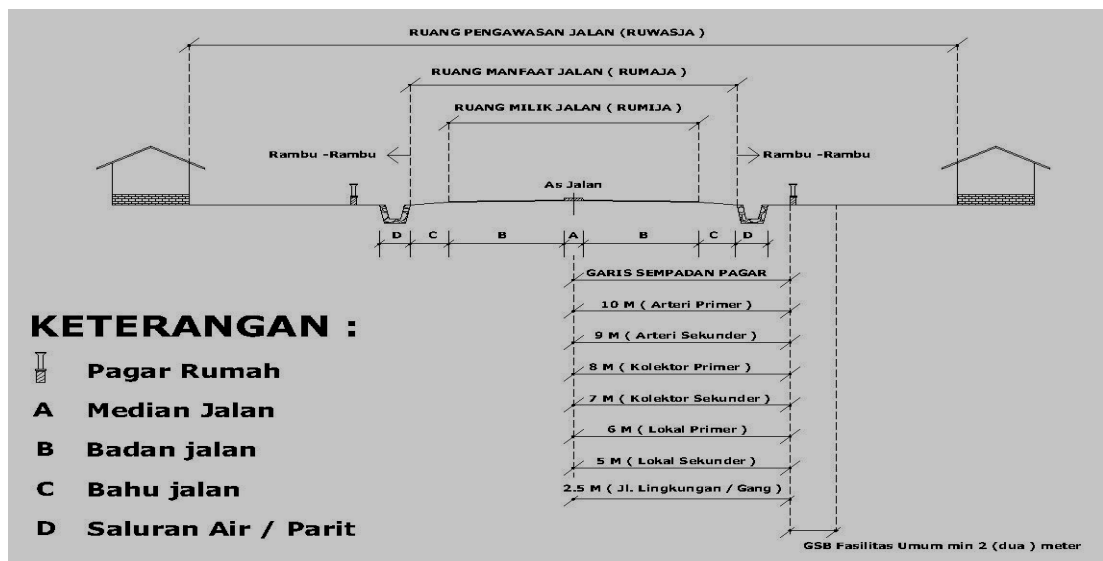 RUANG PENGAWASAN JALAN (RUWASJA )
RUANG MANFAAT JALAN ( RUMAJA )
RUANG MILIK JALAN ( RUMIJA )
Rambu -Rambu
Rambu -Rambu
As Jalan
D C B A B C D
GARIS SEMPADAN PAGAR
10 M ( Arteri Primer )
9 M ( Arteri Sekunder )
8 M ( Kolektor Primer )
7 M ( Kolektor Sekunder )
6 M ( Lokal Primer )
5 M ( Lokal Sekunder )
2.5 M ( Jl. Lingkungan / Gang )
GSB Fasilitas Umum min 2 (dua ) meter
KETERANGAN :
Pagar Rumah
A Median Jalan
B Badan jalan
C Bahu jalan
D Saluran Air / Parit